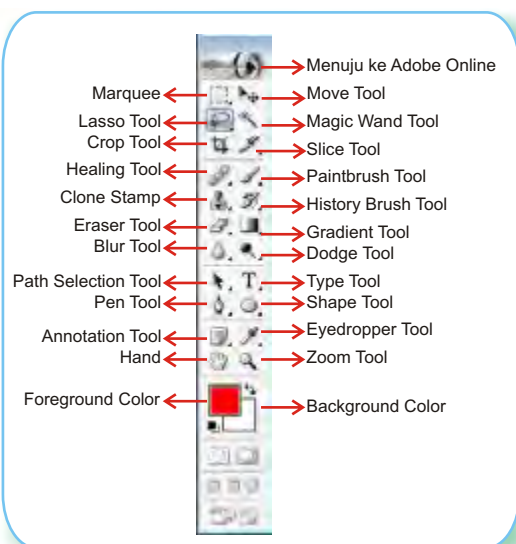 Menuju ke Adobe Online
Marquee Move Tool
Lasso Tool Magic Wand Tool
Crop Tool Slice Tool
Healing Tool Paintbrush Tool
Clone Stamp History Brush Tool
Eraser Tool Gradient Tool
Blur Tool Dodge Tool
Path Selection Tool T Type Tool
Pen Tool Shape Tool
Annotation Tool Eyedropper Tool
Hand Zoom Tool
Foreground Color Background Color